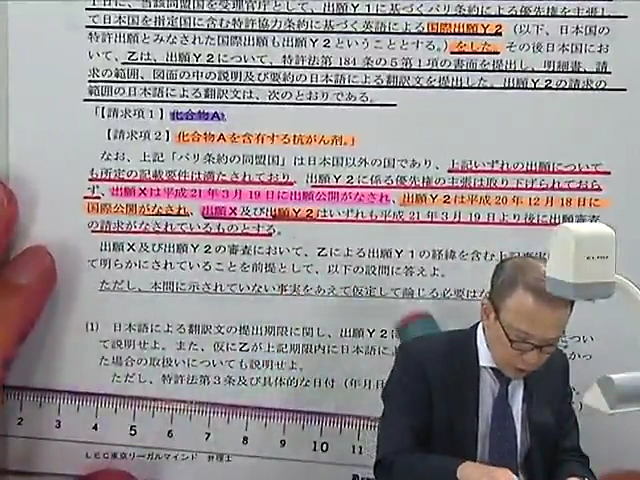 に、当該同盟国を受理官庁として、出願Y1に基づくパリ条約による優先権を主張し
て日本国を指定国に含む特許協力条約に基づく英語による国際出願Y2(以下、日本国の
特許出願とみなされた国際出願も出願Y2ということとする。)をした。その後日本国にお
いて、乙は、出願Y2について、特許法第184条の5第1項の書面を提出し、明細書、請
求の範囲、図面の中の説明及び要約の日本語による翻訳文を提出した。出願Y2の請求の
範囲の日本語による翻訳文は、次のとおりである。
「【請求項1】化合物A。
【請求項2】化合物Aを含有する抗がん剤。」
なお、上記「パリ条約の同盟国」は日本国以外の国であり、上記いずれの出願について
も所定の記載要件は満たされており、出願Y2に係る優先権の主張は取り下げられておら
ず、出願Xは平成21年3月19日に出願公開がなされ、出願Y2は平成20年12月18日に
国際公開がなされ、出願X及び出願Y2はいずれも平成21年3月19日より後に出願審査
の請求がなされているものとする。
出願X及び出願Y2の審査において、乙による出願Y1の経緯を含む上記
て明らかにされていることを前提として、以下の設問に答えよ。
ただし、本問に示されていない事実をあえて仮定して論じる必要は
(1) 日本語による翻訳文の提出期限に関し、出願Y2に つい
て説明せよ。また、仮に乙が上記期限内に日本語に かっ
た場合の取扱いについても説明せよ。
ただし、特許法第3条及び具体的な日付(年月日
2 3 4 5 6 7 8 9 10 11
LEC東京リーガルマインド 弁理士